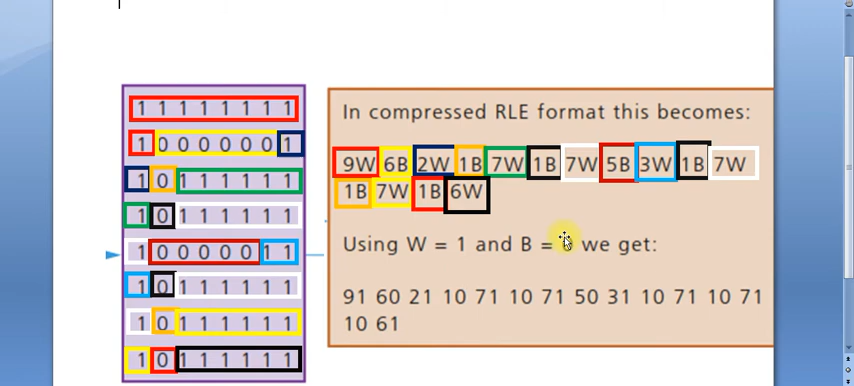 1 1 1 1 1 1 1 1
1 0 0 0 0 0 0 1
1 0 1 1 1 1 1 1
1 0 1 1 1 1 1 1
1 0 0 0 0 0 1 1
1 0 1 1 1 1 1 1
1 0 1 1 1 1 1 1
1 0 1 1 1 1 1 1
In compressed RLE format this becomes:
9W 6B 2W 1B 7W 1B 7W 5B 3W 1B 7W
1B 7W 1B 6W
Using W = 1 and B = we get:
91 60 21 10 71 10 71 50 31 10 71 10 71
10 61